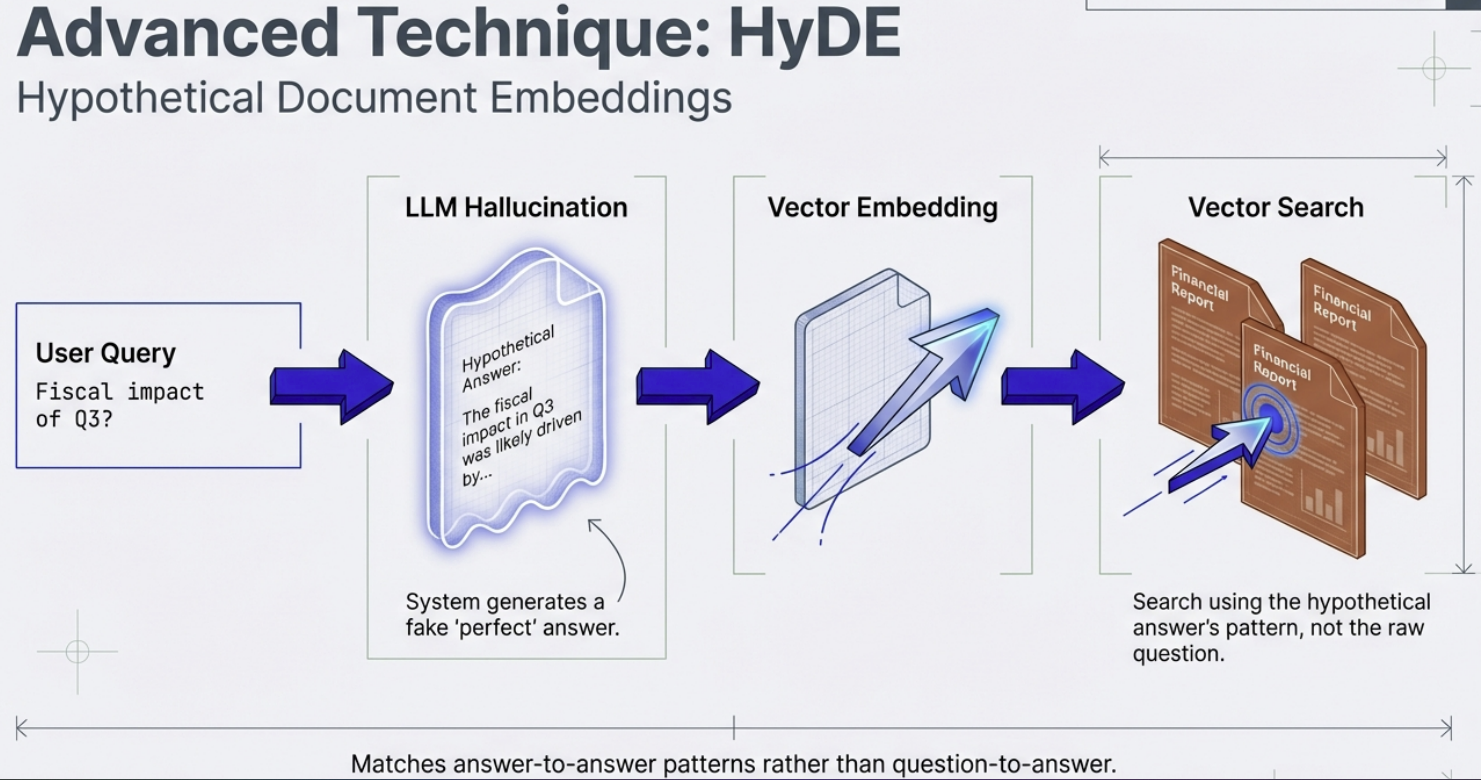 Advanced Technique: HyDE
Hypothetical Document Embeddings
User Query
Fiscal impact
of Q3?
LLM Hallucination
Hypothetical
Answer:
The fiscal
impact in Q3
was likely driven
by...
System generates a
fake 'perfect' answer.
Vector Embedding
Vector Search
Financial
Report
Financial
Report
Financial
Report
Search using the hypothetical
answer's pattern, not the raw
question.
Matches answer-to-answer patterns rather than question-to-answer.